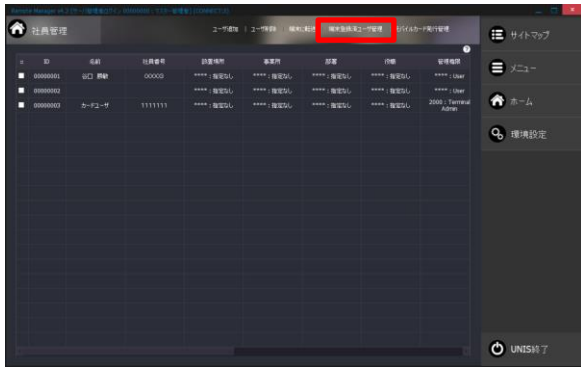 社員管理
ユーザ追加 | ユーザ削除 | 端末に転送 端末登録済ユーザ管理 モバイルカード発行管理
ID 名前 社員番号 設置場所 事業所 部署 役職 管理権限
00000001 谷口 勝敏 00003 **** : 指定なし **** : 指定なし **** : 指定なし **** : 指定なし **** : User
00000002 **** : 指定なし **** : 指定なし **** : 指定なし **** : 指定なし **** : User
00000003 カードユーザ 1111111 **** : 指定なし **** : 指定なし **** : 指定なし **** : 指定なし 2000 : Terminal
Admin
サイトマップ
メニュー
ホーム
環境設定
UNIS終了